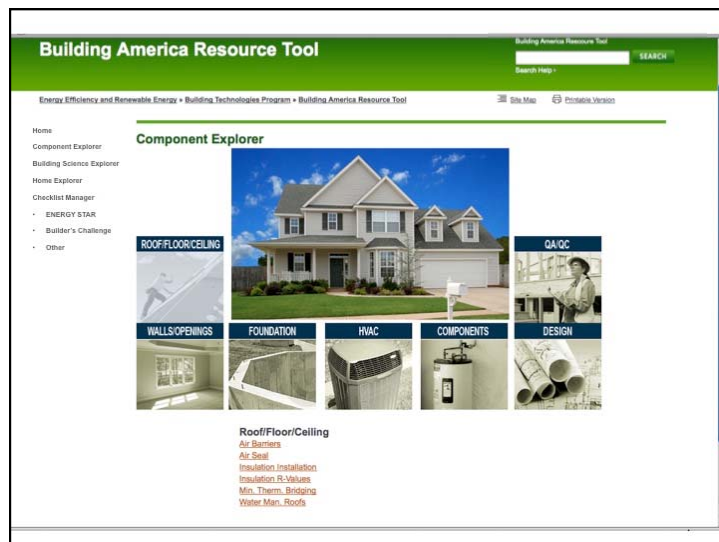 Building America Resource Tool
Building America Rescoure Tool
SEARCH
Search Help
Energy Efficiency and Renewable Energy » Building Technologies Program » Building America Resource Tool
Site Map
Printable Version
Home
Component Explorer
Building Science Explorer
Home Explorer
Checklist Manager
• ENERGY STAR
• Builder's Challenge
• Other
Component Explorer
ROOF/FLOOR/CEILING
QA/QC
WALLS/OPENINGS
FOUNDATION
HVAC
COMPONENTS
DESIGN
Roof/Floor/Ceiling
Air Barriers
Air Seal
Insulation Installation
Insulation R-Values
Min. Therm. Bridging
Water Man. Roofs